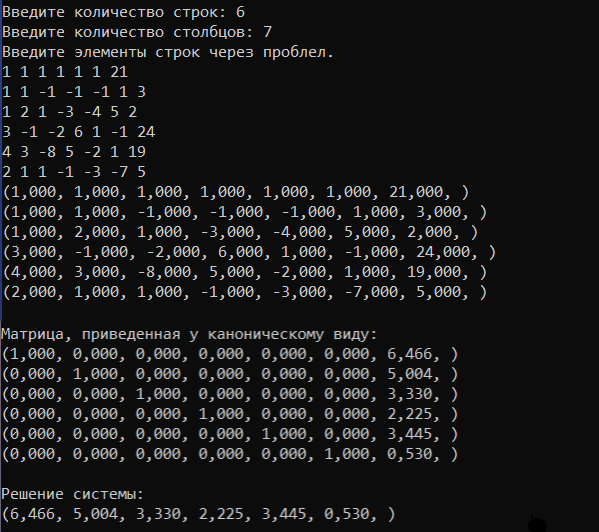 Введите количество строк: 6
Введите количество столбцов: 7
Введите элементы строк через проблел.
1 1 1 1 1 1 21
1 1 -1 -1 -1 1 3
1 2 1 -3 -4 5 2
3 -1 -2 6 1 -1 24
4 3 -8 5 -2 1 19
2 1 1 -1 -3 -7 5
(1,000, 1,000, 1,000, 1,000, 1,000, 1,000, 21,000, )
(1,000, 1,000, -1,000, -1,000, -1,000, 1,000, 3,000, )
(1,000, 2,000, 1,000, -3,000, -4,000, 5,000, 2,000, )
(3,000, -1,000, -2,000, 6,000, 1,000, -1,000, 24,000, )
(4,000, 3,000, -8,000, 5,000, -2,000, 1,000, 19,000, )
(2,000, 1,000, 1,000, -1,000, -3,000, -7,000, 5,000, )
Матрица, приведенная у каноническому виду:
(1,000, 0,000, 0,000, 0,000, 0,000, 0,000, 6,466, )
(0,000, 1,000, 0,000, 0,000, 0,000, 0,000, 5,004, )
(0,000, 0,000, 1,000, 0,000, 0,000, 0,000, 3,330, )
(0,000, 0,000, 0,000, 1,000, 0,000, 0,000, 2,225, )
(0,000, 0,000, 0,000, 0,000, 1,000, 0,000, 3,445, )
(0,000, 0,000, 0,000, 0,000, 0,000, 1,000, 0,530, )
Решение системы:
(6,466, 5,004, 3,330, 2,225, 3,445, 0,530, )